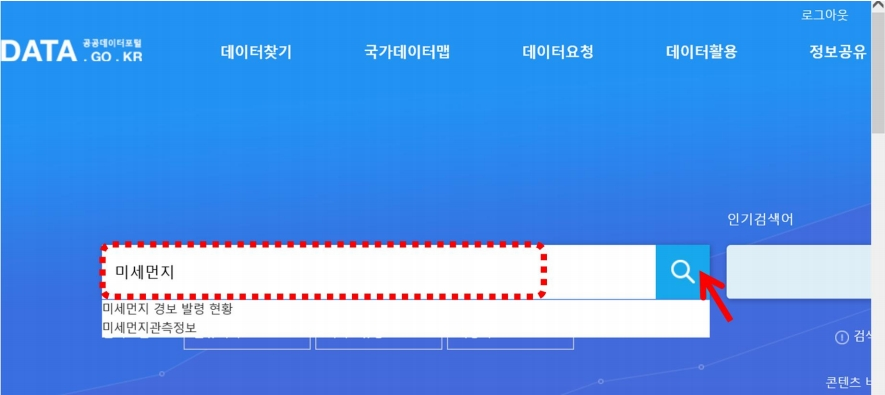 로그아웃
DATA 공공데이터포털
. GO . KR
데이터찾기 국가데이터맵 데이터요청 데이터활용 정보공유
인기검색어
미세먼지
미세먼지 경보 발령 현황
미세먼지관측정보
콘텐츠